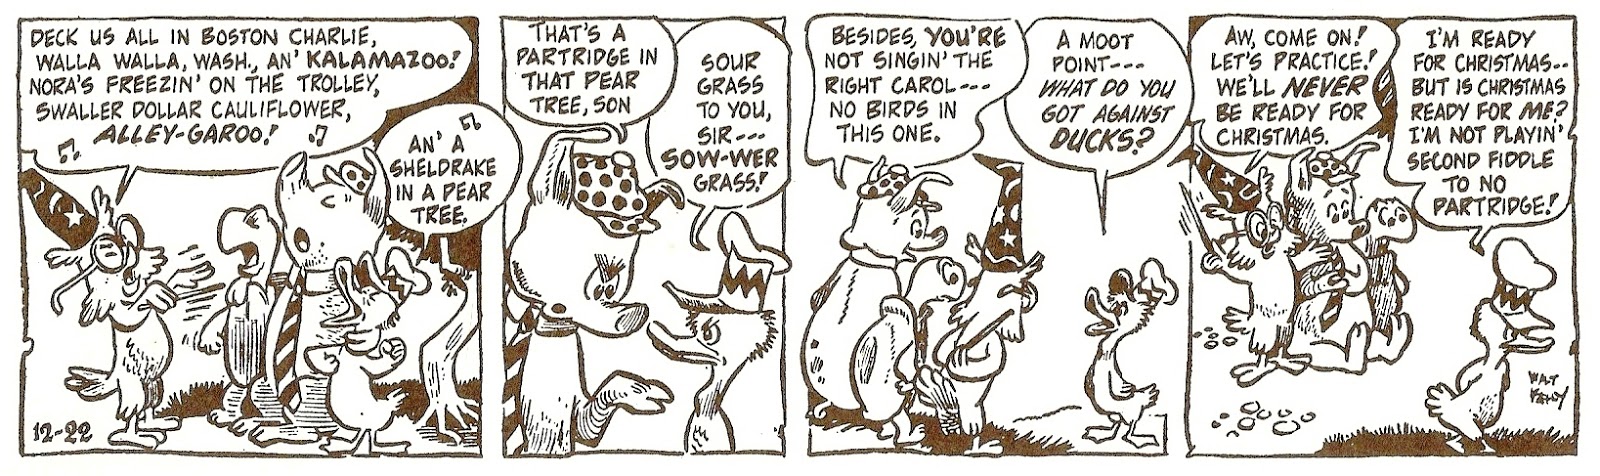 DECK US ALL IN BOSTON CHARLIE,
WALLA WALLA, WASH., AN' KALAMAZOO!
NORA'S FREEZIN' ON THE TROLLEY,
SWALLER DOLLAR CAULIFLOWER,
ALLEY-GAROO!
AN' A
SHELDRAKE
IN A PEAR
TREE.
12-22
THAT'S A
PARTRIDGE IN
THAT PEAR
TREE, SON
SOUR
GRASS
TO YOU,
SIR---
SOW-WER
GRASS!
BESIDES, YOU'RE
NOT SINGIN' THE
RIGHT CAROL---
NO BIRDS IN
THIS ONE.
A MOOT
POINT---
WHAT DO YOU
GOT AGAINST
DUCKS?
AW, COME ON!
LET'S PRACTICE!
WE'LL NEVER
BE READY FOR
CHRISTMAS.
I'M READY
FOR CHRISTMAS--
BUT IS CHRISTMAS
READY FOR ME?
I'M NOT PLAYIN'
SECOND FIDDLE
TO NO
PARTRIDGE!
WALT
KELLY